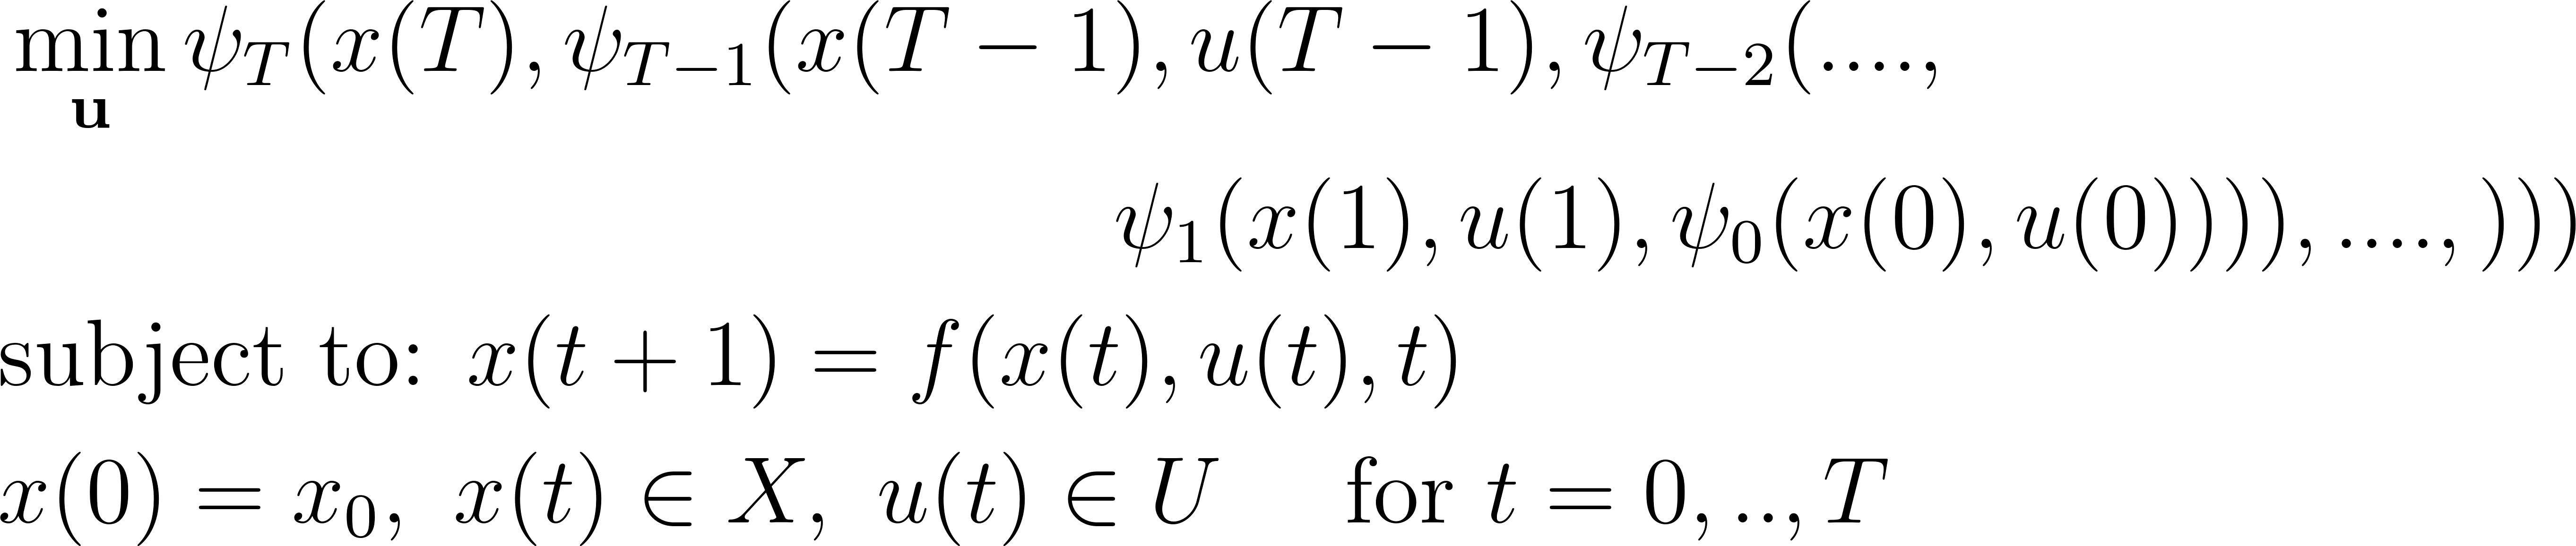 min ψ_T(x(T), ψ_{T−1}(x(T − 1), u(T − 1), ψ_{T−2}(....,
u
ψ_1(x(1), u(1), ψ_0(x(0), u(0)))), ....,)))
subject to: x(t + 1) = f(x(t), u(t), t)
x(0) = x_0, x(t) ∈ X, u(t) ∈ U for t = 0, .., T